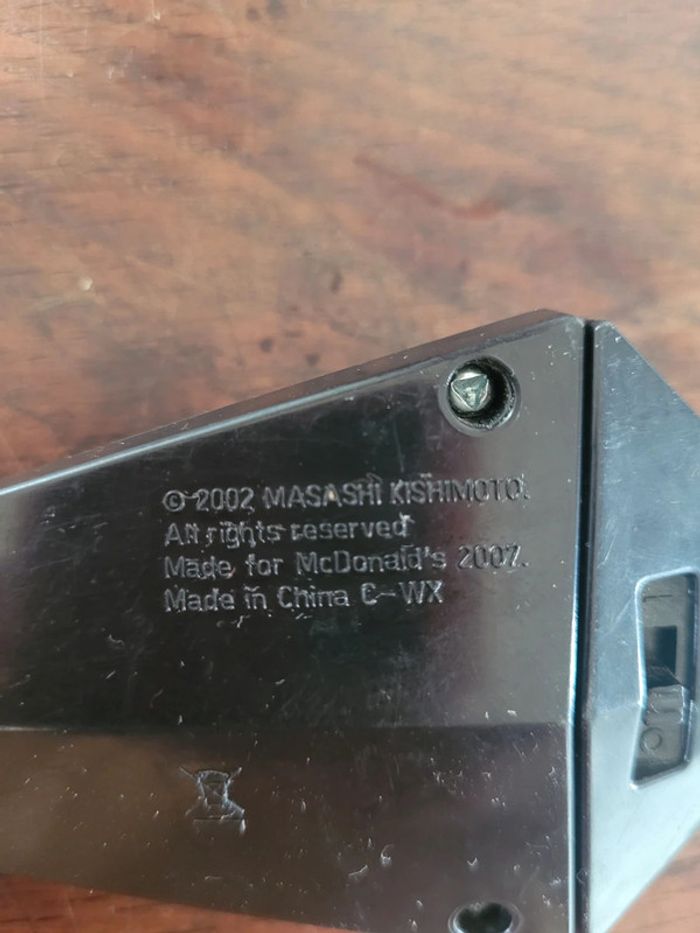 © 2002 MASASHI KISHIMOTO.
All rights reserved
Made for McDonald's 2007.
Made in China C-WX